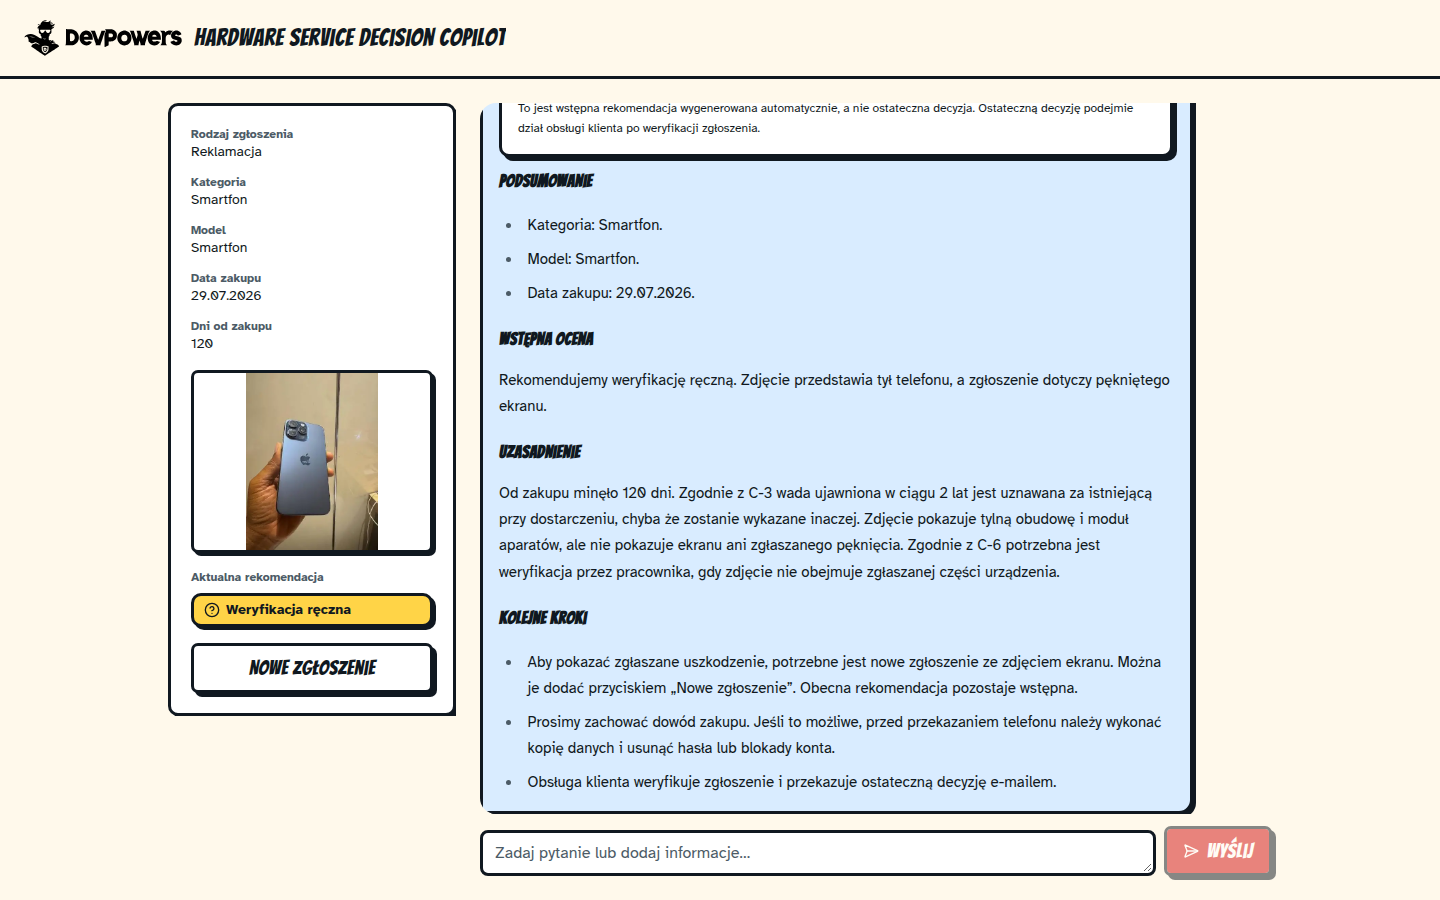 DevPowers
HARDWARE SERVICE DECISION COPILOT
Rodzaj zgłoszenia
Reklamacja
Kategoria
Smartfon
Model
Smartfon
Data zakupu
29.07.2026
Dni od zakupu
120
Aktualna rekomendacja
Weryfikacja ręczna
NOWE ZGŁOSZENIE
To jest wstępna rekomendacja wygenerowana automatycznie, a nie ostateczna decyzja. Ostateczną decyzję podejmie
dział obsługi klienta po weryfikacji zgłoszenia.
PODSUMOWANIE
Kategoria: Smartfon.
Model: Smartfon.
Data zakupu: 29.07.2026.
WSTĘPNA OCENA
Rekomendujemy weryfikację ręczną. Zdjęcie przedstawia tył telefonu, a zgłoszenie dotyczy pękniętego
ekranu.
UZASADNIENIE
Od zakupu minęło 120 dni. Zgodnie z C-3 wada ujawniona w ciągu 2 lat jest uznawana za istniejącą
przy dostarczeniu, chyba że zostanie wykazane inaczej. Zdjęcie pokazuje tylną obudowę i moduł
aparatów, ale nie pokazuje ekranu ani zgłaszanego pęknięcia. Zgodnie z C-6 potrzebna jest
weryfikacja przez pracownika, gdy zdjęcie nie obejmuje zgłaszanej części urządzenia.
KOLEJNE KROKI
Aby pokazać zgłaszane uszkodzenie, potrzebne jest nowe zgłoszenie ze zdjęciem ekranu. Można
je dodać przyciskiem „Nowe zgłoszenie”. Obecna rekomendacja pozostaje wstępna.
Prosimy zachować dowód zakupu. Jeśli to możliwe, przed przekazaniem telefonu należy wykonać
kopię danych i usunąć hasła lub blokady konta.
Obsługa klienta weryfikuje zgłoszenie i przekazuje ostateczną decyzję e-mailem.
Zadaj pytanie lub dodaj informacje...
WYŚLIJ